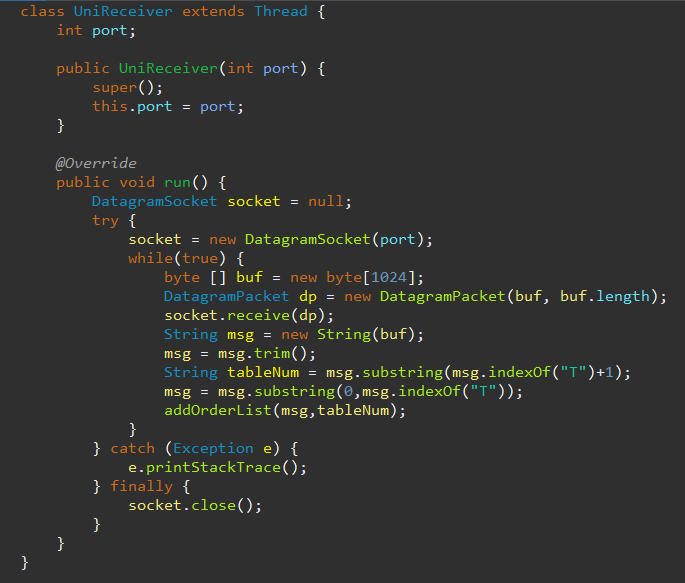 class UniReceiver extends Thread {
    int port;

    public UniReceiver(int port) {
        super();
        this.port = port;
    }

    @Override
    public void run() {
        DatagramSocket socket = null;
        try {
            socket = new DatagramSocket(port);
            while(true) {
                byte [] buf = new byte[1024];
                DatagramPacket dp = new DatagramPacket(buf, buf.length);
                socket.receive(dp);
                String msg = new String(buf);
                msg = msg.trim();
                String tableNum = msg.substring(msg.indexOf("T")+1);
                msg = msg.substring(0,msg.indexOf("T"));
                addOrderList(msg,tableNum);
            }
        } catch (Exception e) {
            e.printStackTrace();
        } finally {
            socket.close();
        }
    }
}